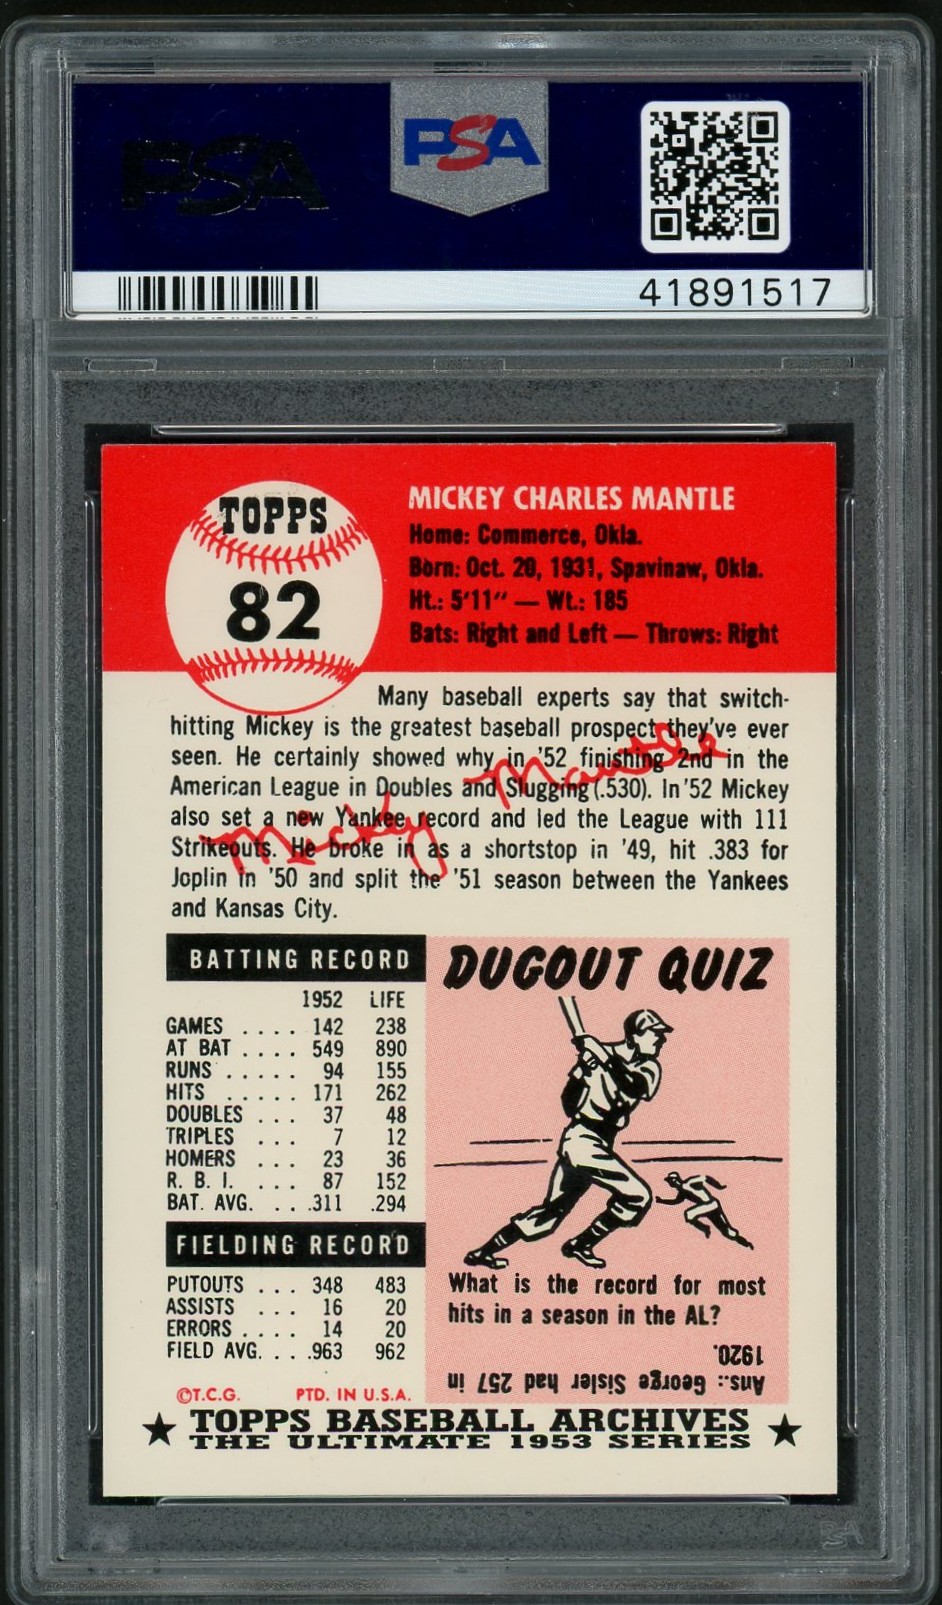 PSA
PSA
41891517
TOPPS
82
MICKEY CHARLES MANTLE
Home: Commerce, Okla.
Born: Oct. 20, 1931, Spavinaw, Okla.
Ht.: 5'11" — Wt.: 185
Bats: Right and Left — Throws: Right
Many baseball experts say that switch-
hitting Mickey is the greatest baseball prospect they've ever
seen. He certainly showed why in '52 finishing 2nd in the
American League in Doubles and Slugging (.530). In '52 Mickey
also set a new Yankee record and led the League with 111
Strikeouts. He broke in as a shortstop in '49, hit .383 for
Joplin in '50 and split the '51 season between the Yankees
and Kansas City.
Mickey Mantle
BATTING RECORD
1952 LIFE
GAMES .... 142 238
AT BAT .... 549 890
RUNS ..... 94 155
HITS ..... 171 262
DOUBLES ... 37 48
TRIPLES ... 7 12
HOMERS ... 23 36
R. B. I. ... 87 152
BAT. AVG. ... .311 .294
FIELDING RECORD
PUTOUTS ... 348 483
ASSISTS ... 16 20
ERRORS .... 14 20
FIELD AVG. ... .963 962
DUGOUT QUIZ
What is the record for most
hits in a season in the AL?
Ans.: George Sisler had 257 in
1920.
©T.C.G. PTD. IN U.S.A.
★ TOPPS BASEBALL ARCHIVES ★
THE ULTIMATE 1953 SERIES